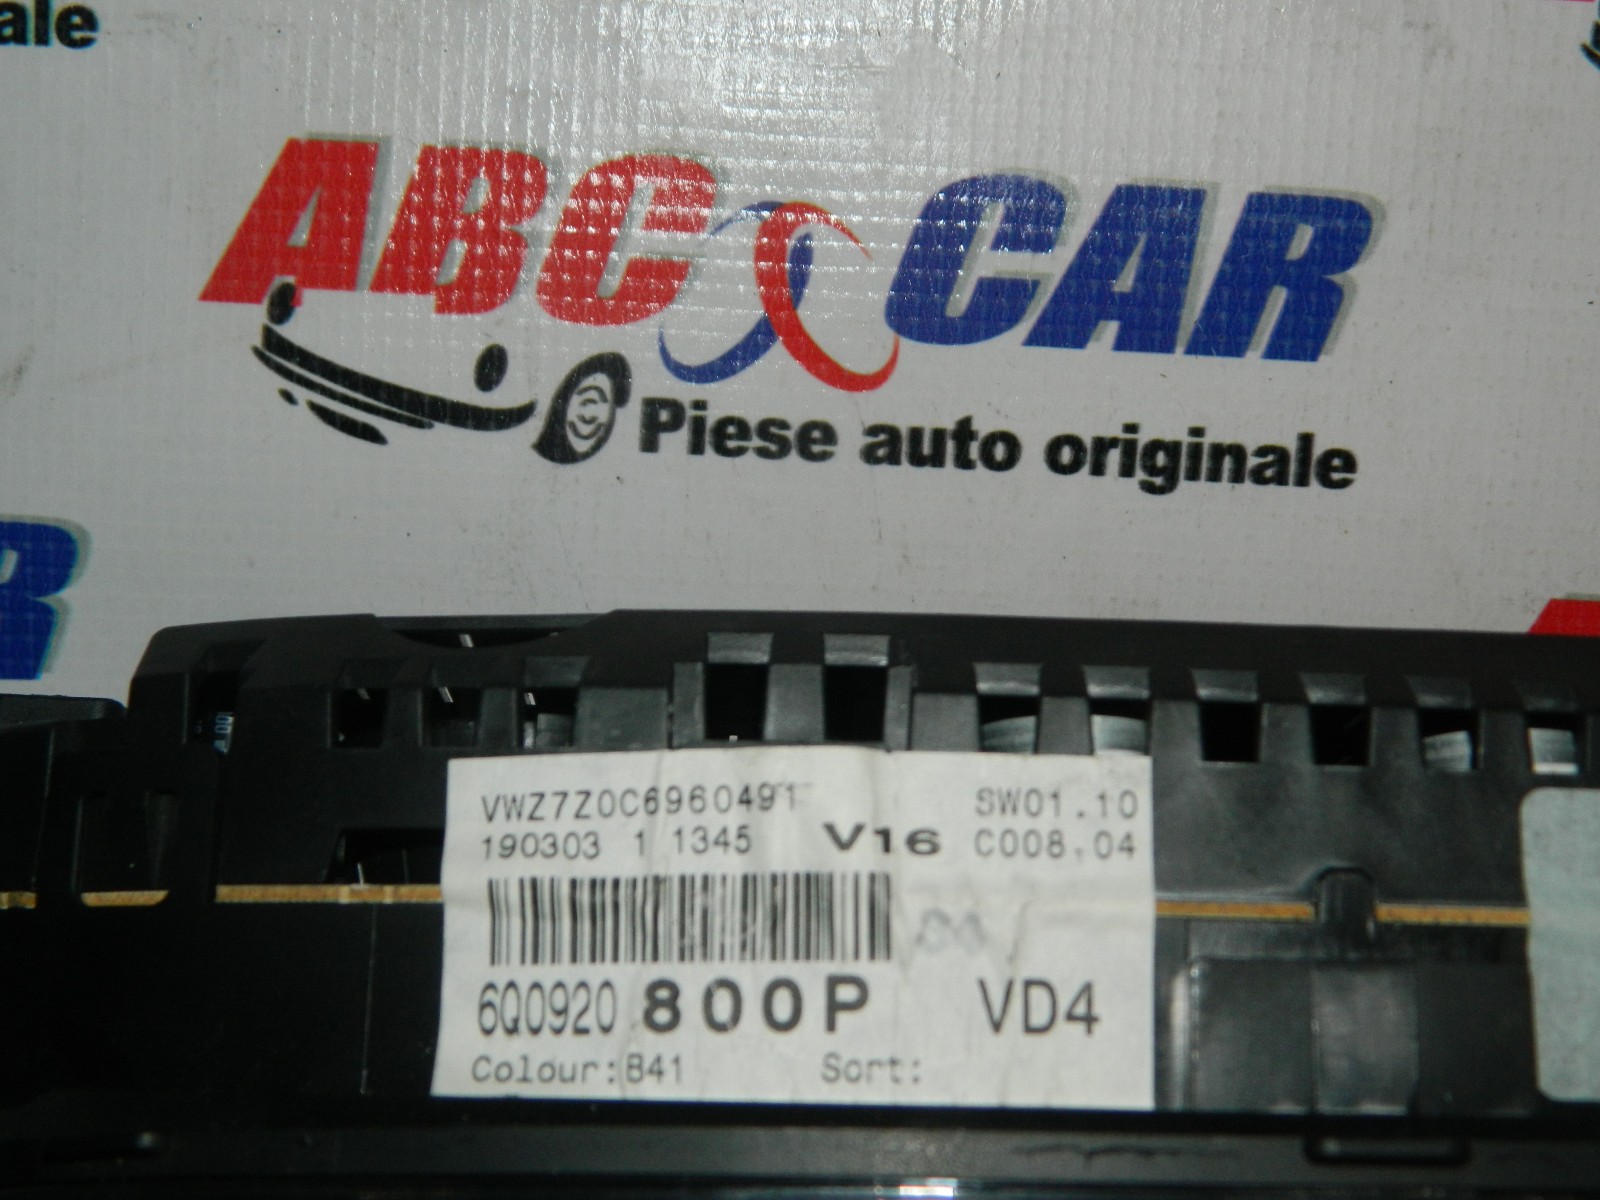 ale
ABC CAR
Piese auto originale
R
VWZ7Z0C6960491 SW01.10
190303 1 1345 V16 C008.04
6Q0920 800P VD4
Colour:B41 Sort: